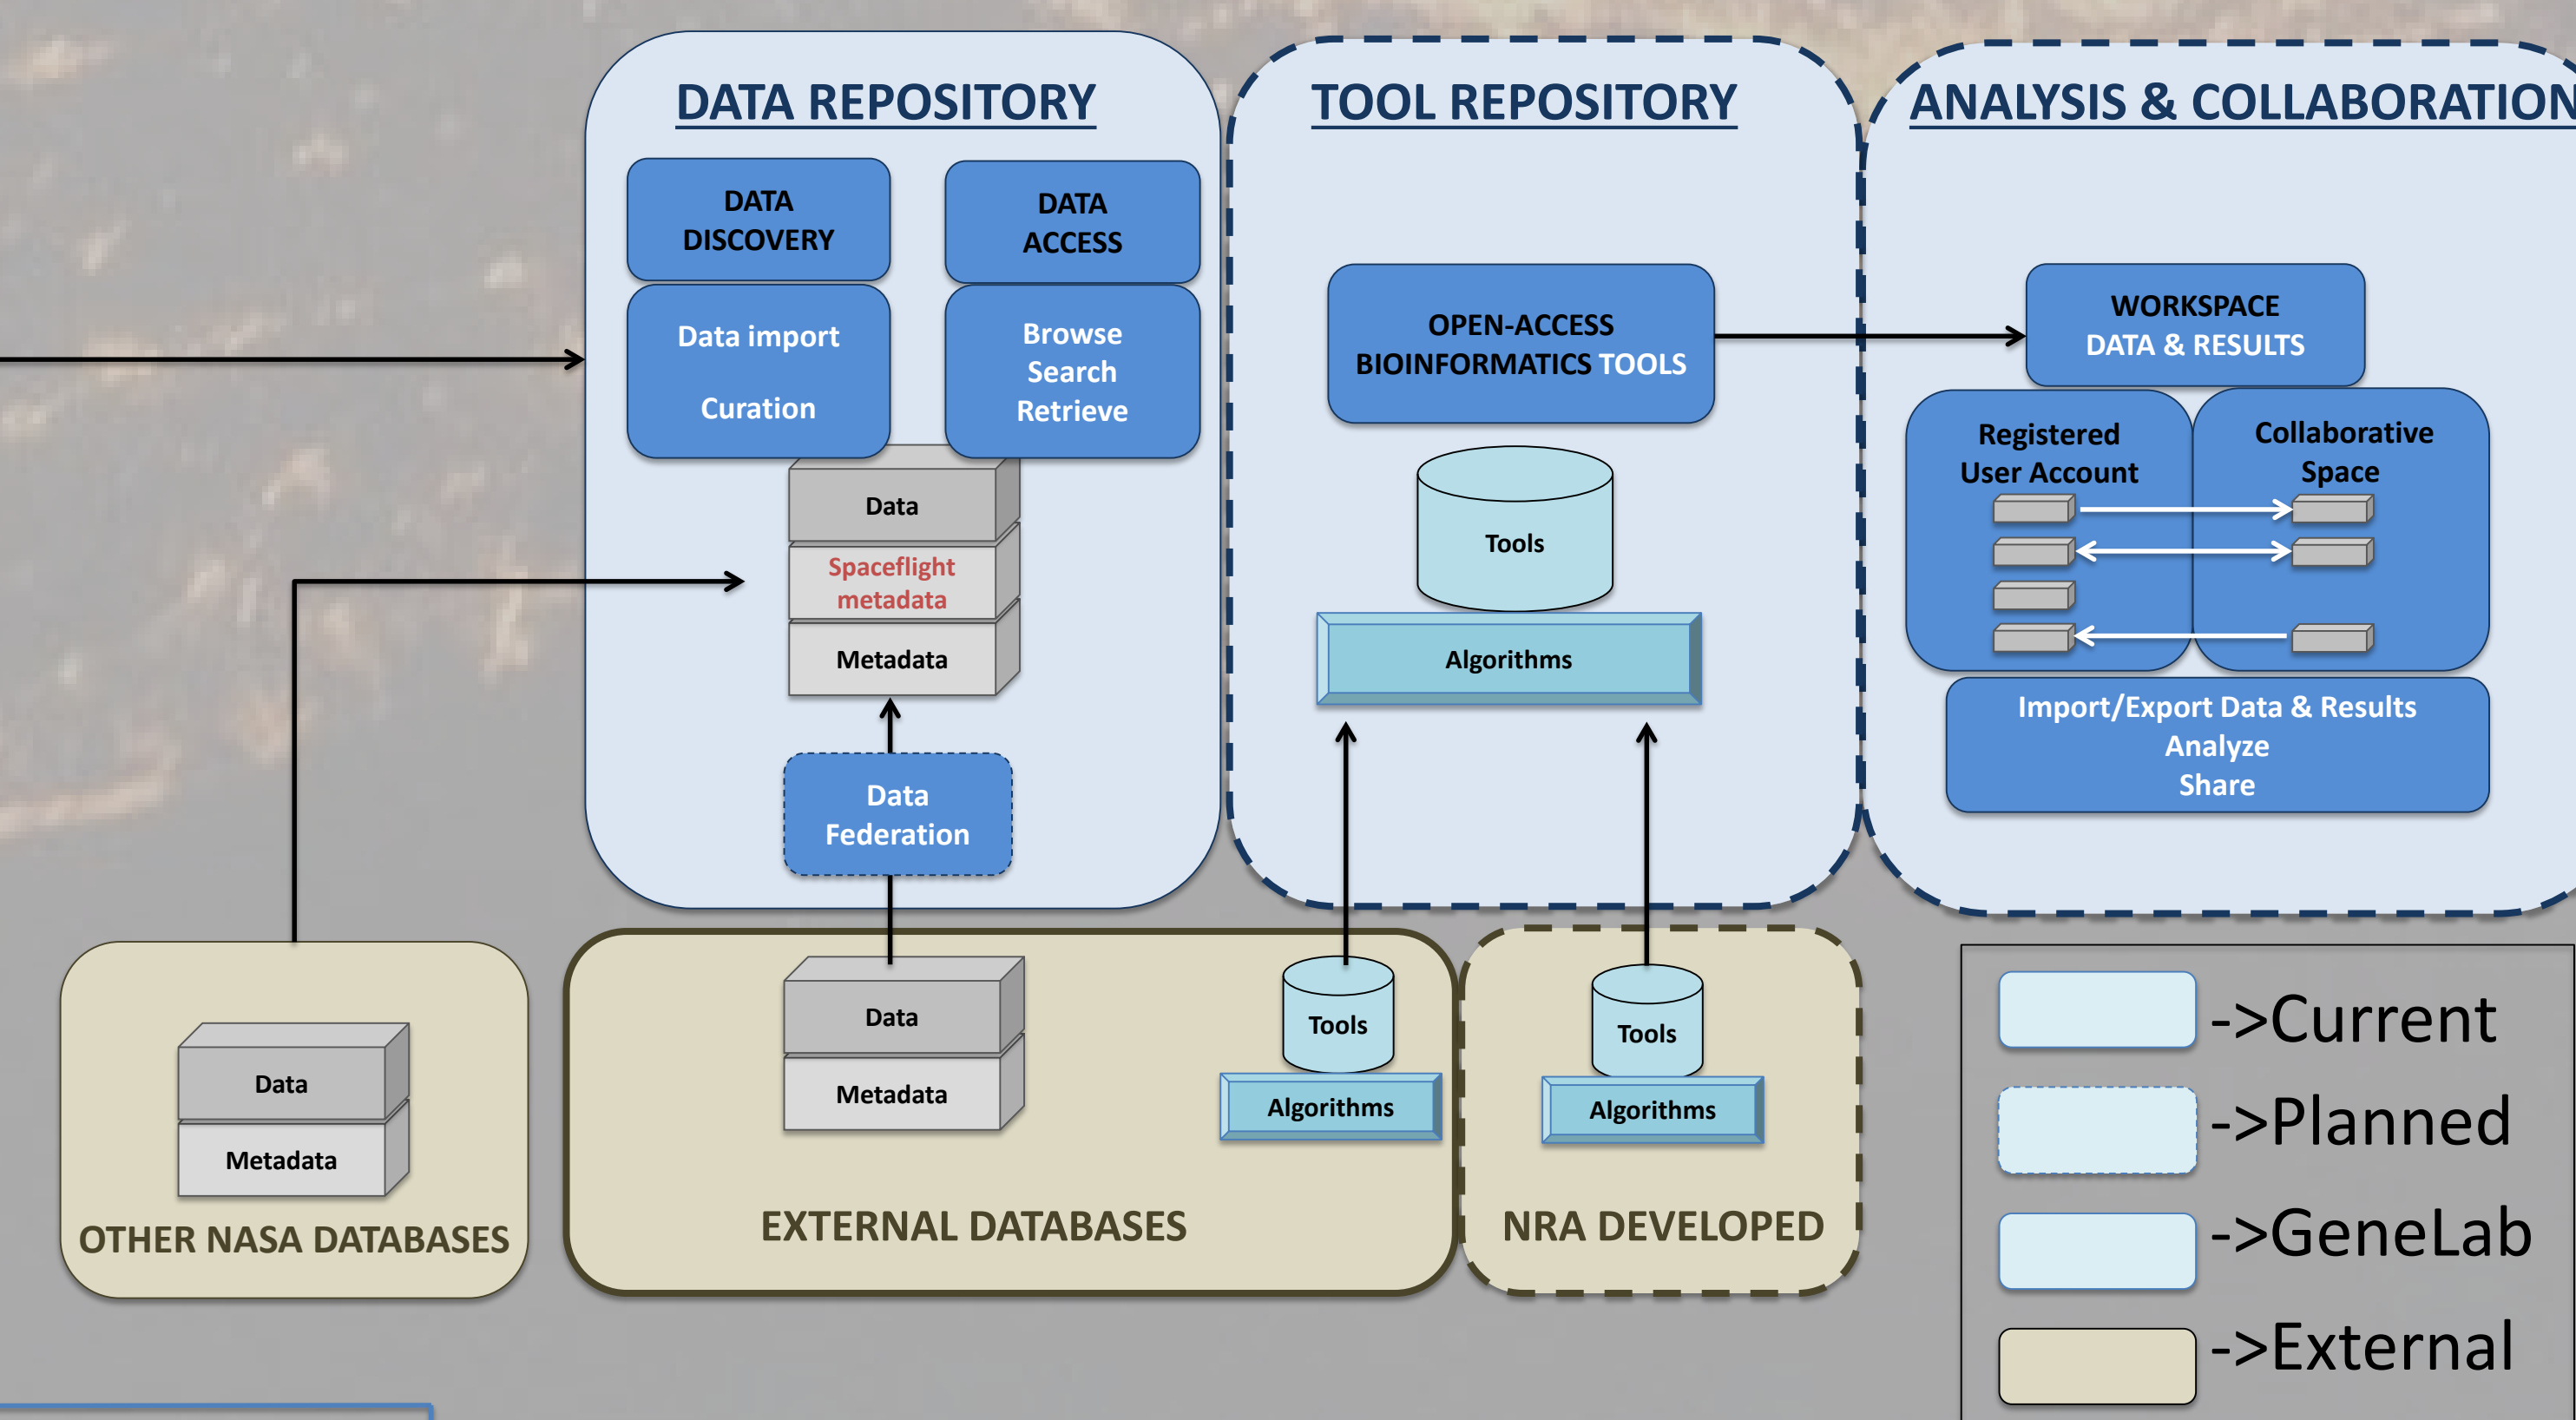 DATA REPOSITORY
DATA
DISCOVERY
Data import
Curation
DATA
ACCESS
Browse
Search
Retrieve
Data
Spaceflight
metadata
Metadata
Data
Federation
TOOL REPOSITORY
OPEN-ACCESS
BIOINFORMATICS TOOLS
Tools
Algorithms
ANALYSIS & COLLABORATION
WORKSPACE
DATA & RESULTS
Registered
User Account
Collaborative
Space
Import/Export Data & Results
Analyze
Share
Data
Metadata
OTHER NASA DATABASES
Data
Metadata
Tools
Algorithms
EXTERNAL DATABASES
Tools
Algorithms
NRA DEVELOPED
->Current
->Planned
->GeneLab
->External